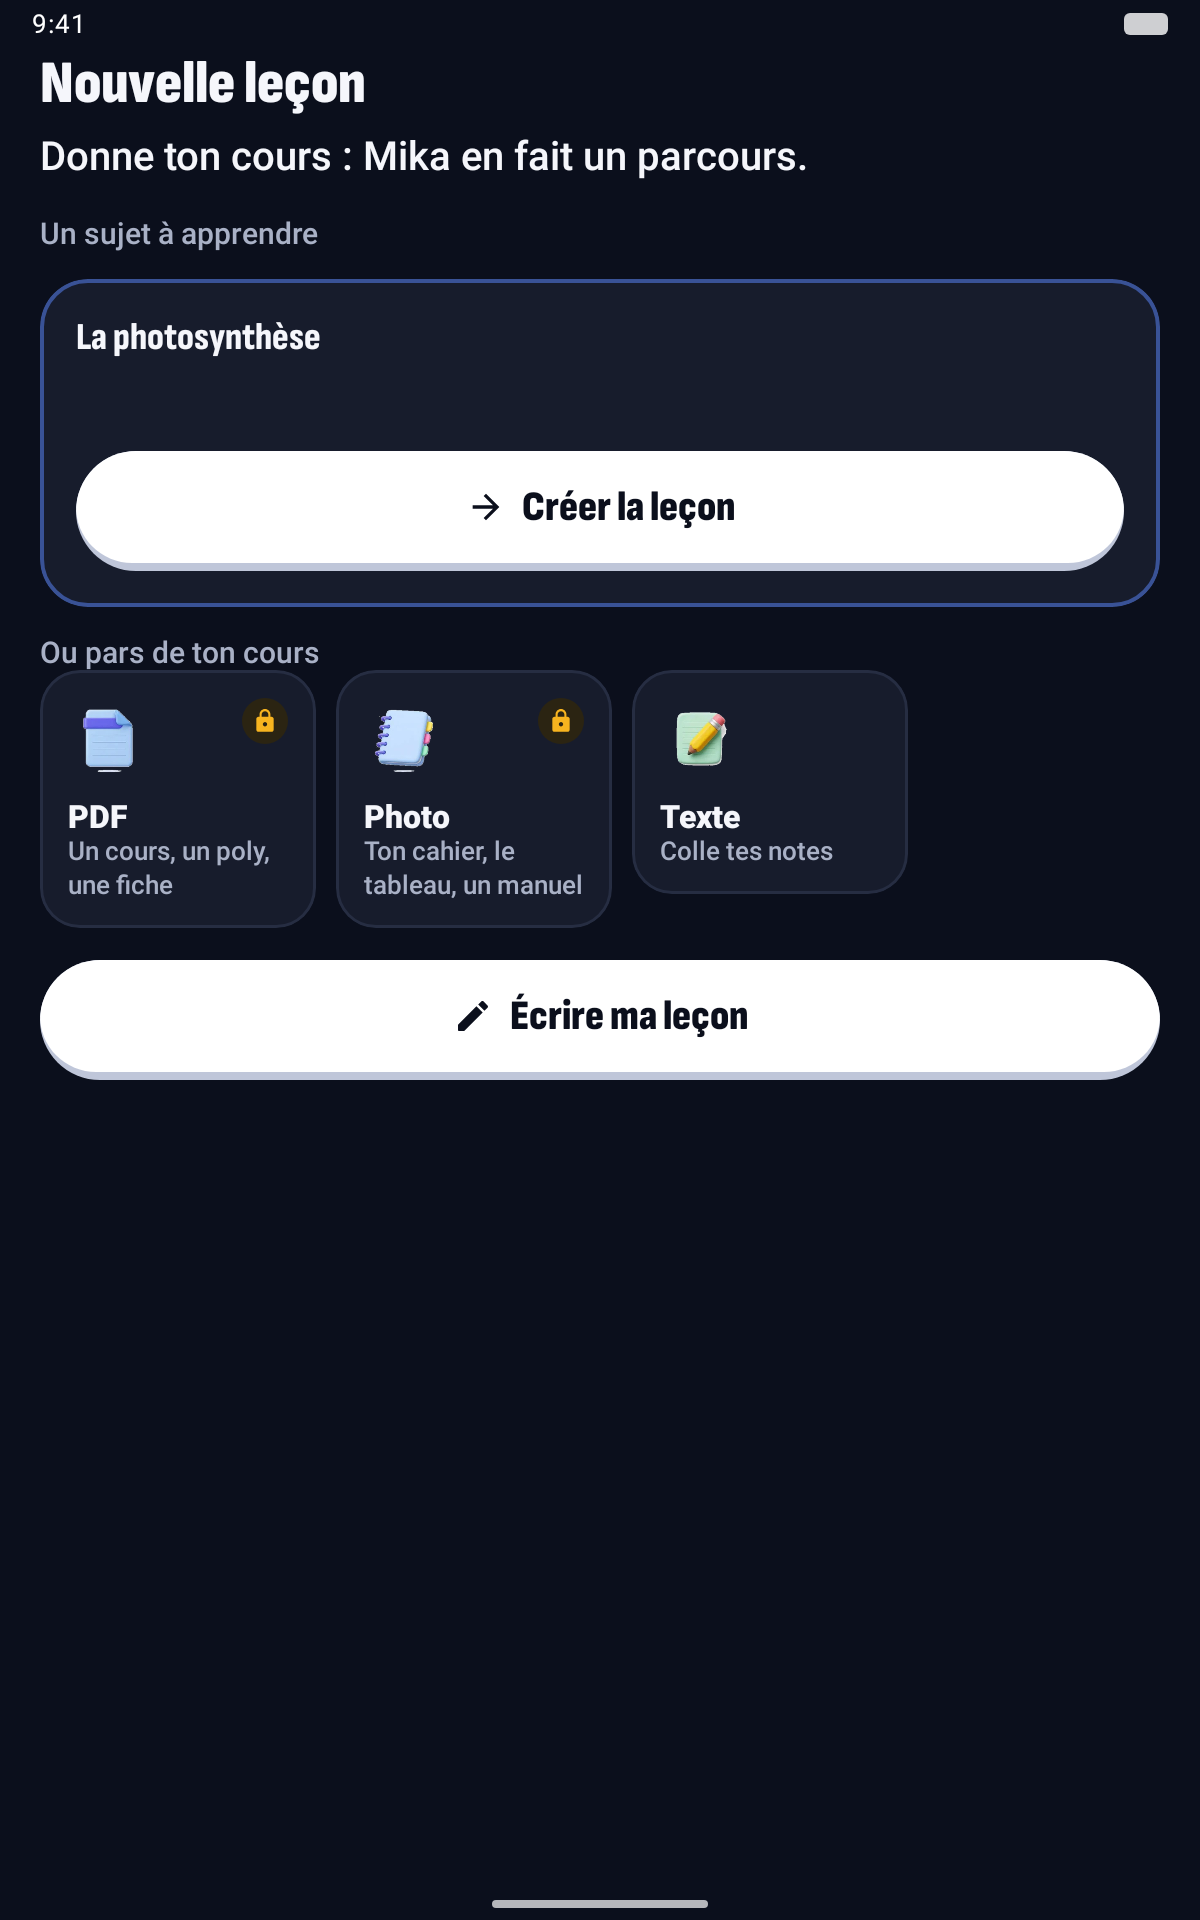 9:41
Nouvelle leçon
Donne ton cours : Mika en fait un parcours.
Un sujet à apprendre
La photosynthèse
Créer la leçon
Ou pars de ton cours
PDF
Un cours, un poly,
une fiche
Photo
Ton cahier, le
tableau, un manuel
Texte
Colle tes notes
Écrire ma leçon